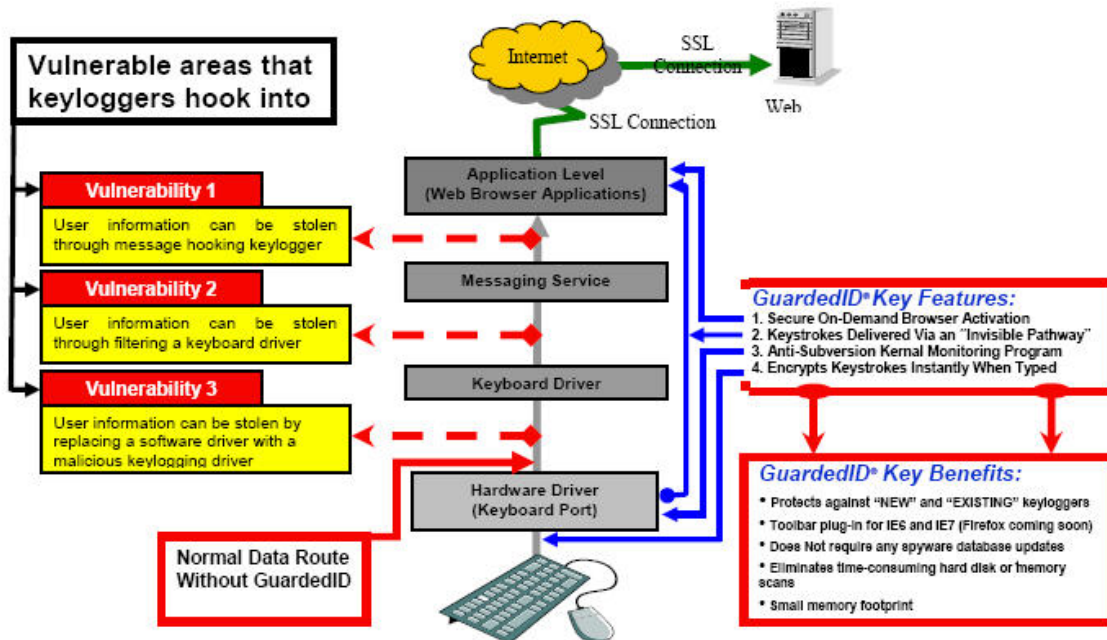 Vulnerable areas that
keyloggers hook into
Internet
SSL
Connection
Web
SSL Connection
Application Level
(Web Browser Applications)
Vulnerability 1
User information can be stolen
through message hooking keylogger
Messaging Service
Vulnerability 2
User information can be stolen
through filtering a keyboard driver
Keyboard Driver
Vulnerability 3
User information can be stolen by
replacing a software driver with a
malicious keylogging driver
Hardware Driver
(Keyboard Port)
Normal Data Route
Without GuardedID
GuardedID® Key Features:
1. Secure On-Demand Browser Activation
2. Keystrokes Delivered Via an "Invisible Pathway"
3. Anti-Subversion Kernal Monitoring Program
4. Encrypts Keystrokes Instantly When Typed
GuardedID® Key Benefits:
• Protects against "NEW" and "EXISTING" keyloggers
• Toolbar plug-in for IE6 and IE7 (Firefox coming soon)
• Does Not require any spyware database updates
• Eliminates time-consuming hard disk or memory
scans
• Small memory footprint